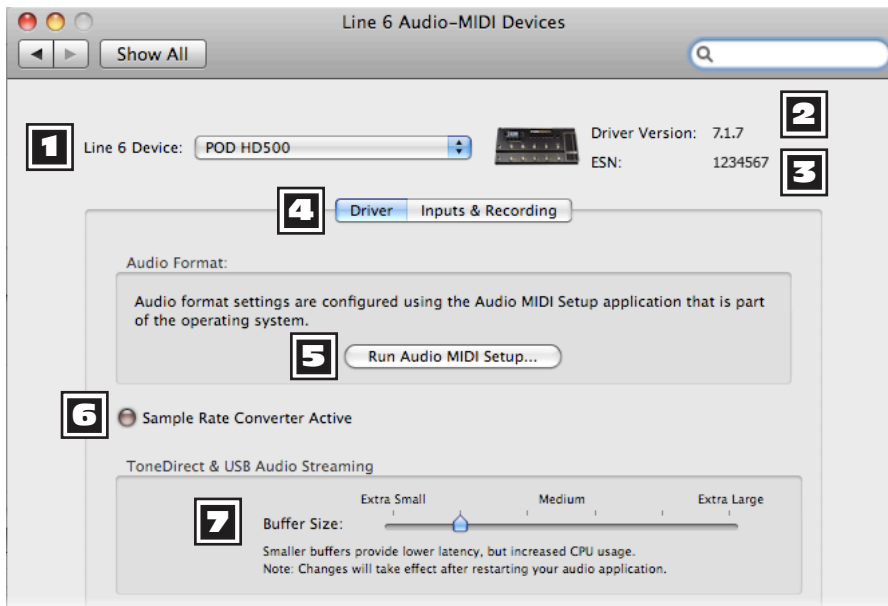 Line 6 Audio-MIDI Devices
Show All
1
Line 6 Device: POD HD500
Driver Version: 7.1.7
2
ESN: 1234567
3
4
Driver Inputs & Recording
Audio Format:
Audio format settings are configured using the Audio MIDI Setup application that is part
of the operating system.
5
Run Audio MIDI Setup...
6
Sample Rate Converter Active
ToneDirect & USB Audio Streaming
7
Extra Small Medium Extra Large
Buffer Size:
Smaller buffers provide lower latency, but increased CPU usage.
Note: Changes will take effect after restarting your audio application.